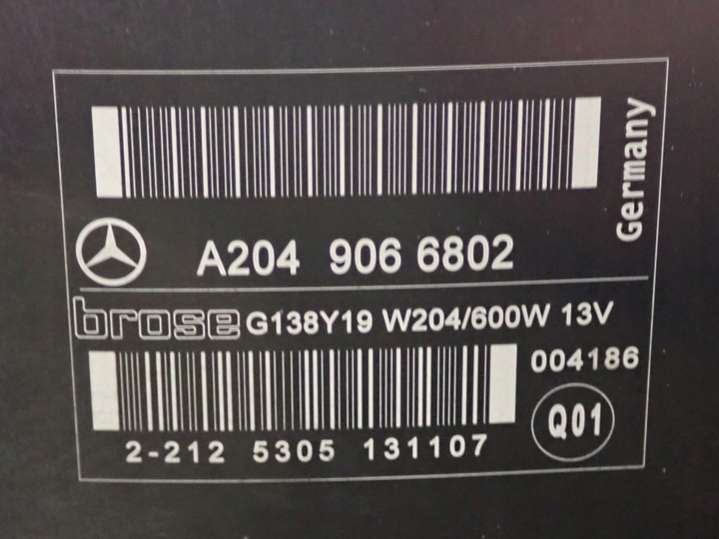 Germany
A204 906 6802
brose G138Y19 W204/600W 13V
004186
Q01
2-212 5305 131107